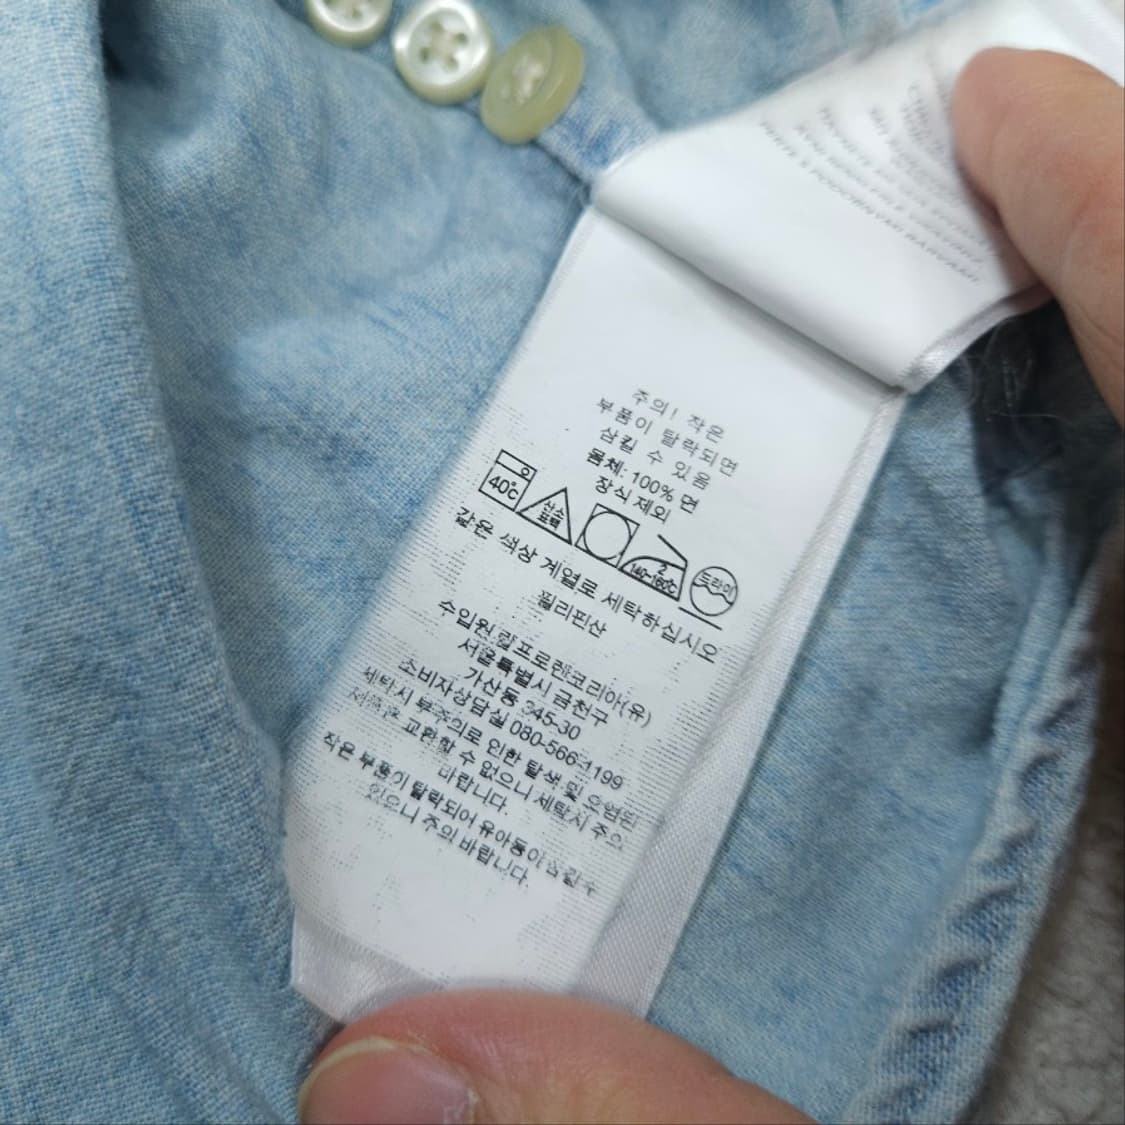 주의! 작은
부품이 탈락되면
삼킬 수 있음
몸체: 100% 면
장식 제외
40℃ 산소 표백 2 140-160℃ 드라이
같은 색상 계열로 세탁하십시오
필리핀산
수입원 랄프로렌코리아(유)
서울특별시 금천구
가산동 345-30
소비자상담실 080-566-1199
세탁시 부주의로 인한 탈색 및 오염된
제품은 교환할 수 없으니 세탁시 주의
바랍니다.
작은 부품이 탈락되어 유아동이 삼킬수
있으니 주의 바랍니다.